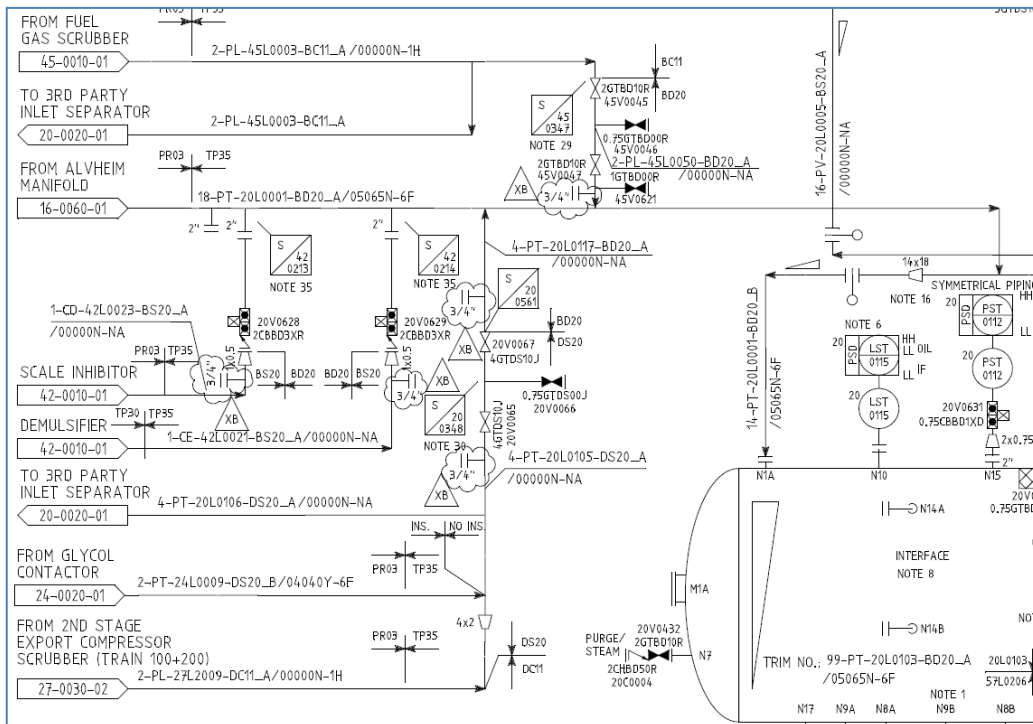 FROM FUEL
GAS SCRUBBER
45-0010-01
PR03 TP35
2-PL-45L0003-BC11_A /00000N-1H
TO 3RD PARTY
INLET SEPARATOR
20-0020-01
2-PL-45L0003-BC11_A
FROM ALVHEIM
MANIFOLD
16-0060-01
PR03 TP35
18-PT-20L0001-BD20_A/05065N-6F
2GTBD10R
45V0045
BC11
BD20
S
45
0347
NOTE 29
0.75GTBD00R
45V0046
2GTBD10R
45V0047
2-PL-45L0050-BD20_A
/00000N-NA
1GTBD00R
45V0621
XB
3/4"
2"
2"
2"
S
42
0213
NOTE 35
S
42
0214
NOTE 35
4-PT-20L0117-BD20_A
/00000N-NA
S
20
0561
3/4"
XB
1-CD-42L0023-BS20_A
/00000N-NA
20V0628
2CBBD3XR
20V0629
2CBBD3XR
20V0067
4GTDS10J
BD20
DS20
PR03 TP35
3/4"
1x0.5
BS20 BD20
BD20 BS20
1x0.5
3/4"
XB
SCALE INHIBITOR
42-0010-01
XB
0.75GTDS00J
20V0066
TP30 TP35
DEMULSIFIER
42-0010-01
1-CE-42L0021-BS20_A/00000N-NA
S
20
0348
NOTE 30
4GTDS10J
20V0065
3/4"
XB
4-PT-20L0105-DS20_A
/00000N-NA
TO 3RD PARTY
INLET SEPARATOR
20-0020-01
4-PT-20L0106-DS20_A/00000N-NA
INS. NO INS.
FROM GLYCOL
CONTACTOR
24-0020-01
PR03 TP35
2-PT-24L0009-DS20_B/04040Y-6F
4x2
FROM 2ND STAGE
EXPORT COMPRESSOR
SCRUBBER (TRAIN 100+200)
27-0030-02
PR03 TP35
2-PL-27L2009-DC11_A/00000N-1H
DS20
DC11
16-PV-20L0005-BS20_A
/00000N-NA
14x18
NOTE 16
SYMMETRICAL PIPING
14-PT-20L0001-BD20_B
/05065N-6F
NOTE 6
20
PSD
LST
0115
HH
LL OIL
LL IF
20
LST
0115
20
PSD
PST
0112
HH
LL
20
PST
0112
20V0631
0.75CBBD1XD
2x0.75
2"
N1A
N10
N15
N14A
INTERFACE
NOTE 8
N14B
M1A
PURGE/
STEAM
20V0432
2GTBD10R
2CHBD50R
20C0004
N7
TRIM NO.: 99-PT-20L0103-BD20_A
/05065N-6F
20L0103
57L0206
NOTE 1
N17 N9A N8A N9B N8B